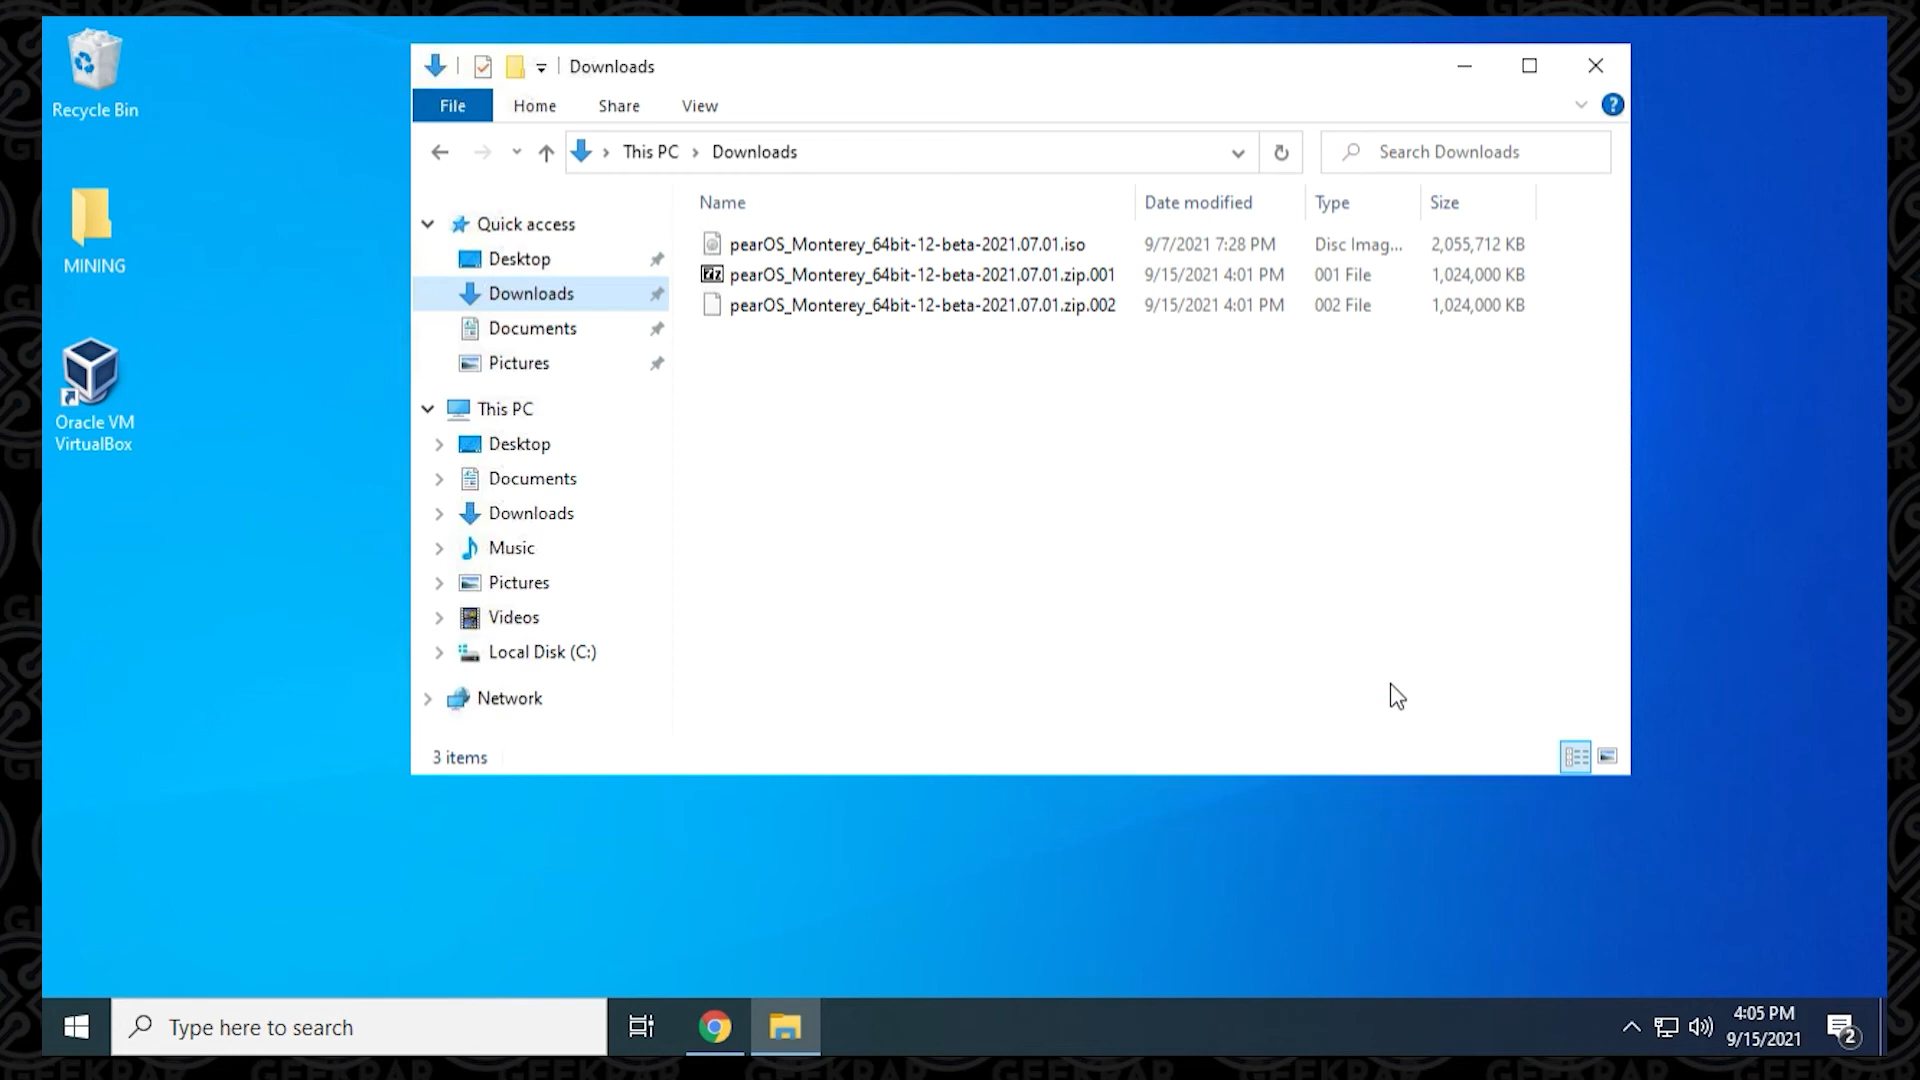 Recycle Bin
MINING
Oracle VM
VirtualBox
Downloads
File Home Share View
This PC Downloads
Search Downloads
Name Date modified Type Size
pearOS_Monterey_64bit-12-beta-2021.07.01.iso 9/7/2021 7:28 PM Disc Imag... 2,055,712 KB
pearOS_Monterey_64bit-12-beta-2021.07.01.zip.001 9/15/2021 4:01 PM 001 File 1,024,000 KB
pearOS_Monterey_64bit-12-beta-2021.07.01.zip.002 9/15/2021 4:01 PM 002 File 1,024,000 KB
Quick access
Desktop
Downloads
Documents
Pictures
This PC
Desktop
Documents
Downloads
Music
Pictures
Videos
Local Disk (C:)
Network
3 items
Type here to search
4:05 PM
9/15/2021
2